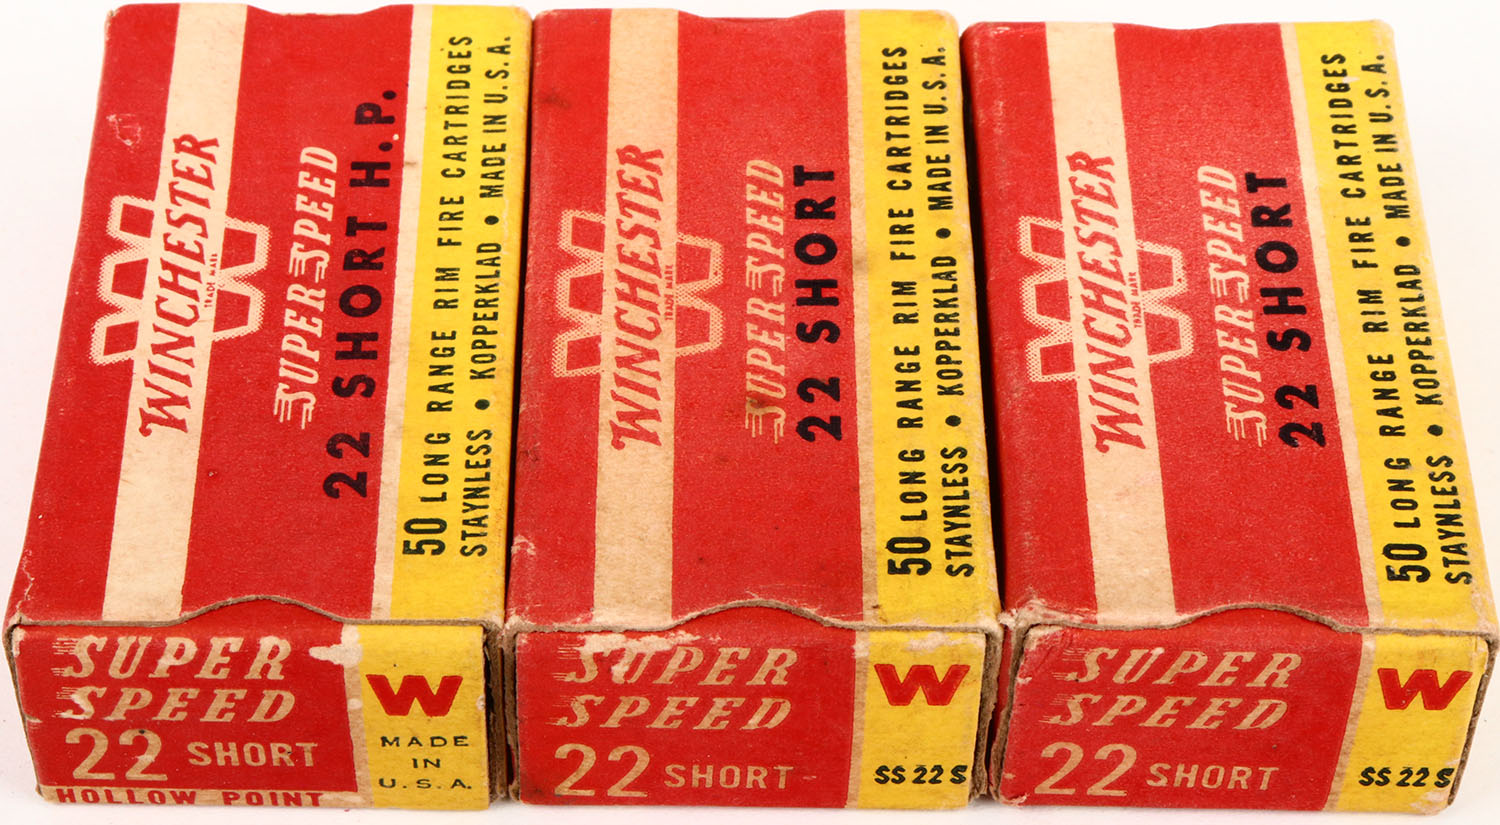 W
WINCHESTER
TRADE MARK
SUPER-SPEED
22 SHORT H.P.
50 LONG RANGE RIM FIRE CARTRIDGES
STAYNLESS • KOPPERKLAD • MADE IN U.S.A.
SUPER
SPEED
22 SHORT
HOLLOW POINT
W
MADE
IN
U.S.A.
W
WINCHESTER
TRADE MARK
SUPER-SPEED
22 SHORT
50 LONG RANGE RIM FIRE CARTRIDGES
STAYNLESS • KOPPERKLAD • MADE IN U.S.A.
SUPER
SPEED
22 SHORT
W
SS 22 S
W
WINCHESTER
TRADE MARK
SUPER-SPEED
22 SHORT
50 LONG RANGE RIM FIRE CARTRIDGES
STAYNLESS • KOPPERKLAD • MADE IN U.S.A.
SUPER
SPEED
22 SHORT
W
SS 22 S